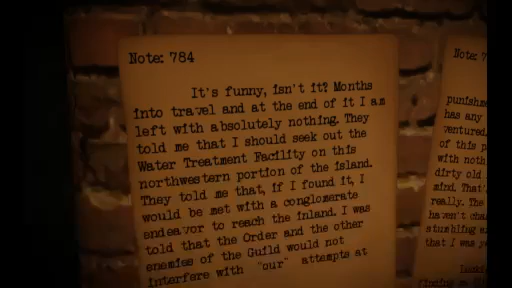 Note: 784
It's funny, isn't it? Months
into travel and at the end of it I am
left with absolutely nothing. They
told me that I should seek out the
Water Treatment Facility on this
northwestern portion of the island.
They told me that, if I found it, I
would be met with a conglomerate
endeavor to reach the inland. I was
told that the Order and the other
enemies of the Guild would not
interfere with "our" attempts at
Note: 7
punishme
has any
ventured.
of this p
with noth
dirty old
mind. That'
really. The
haven't cha
stumbling a
that I was y